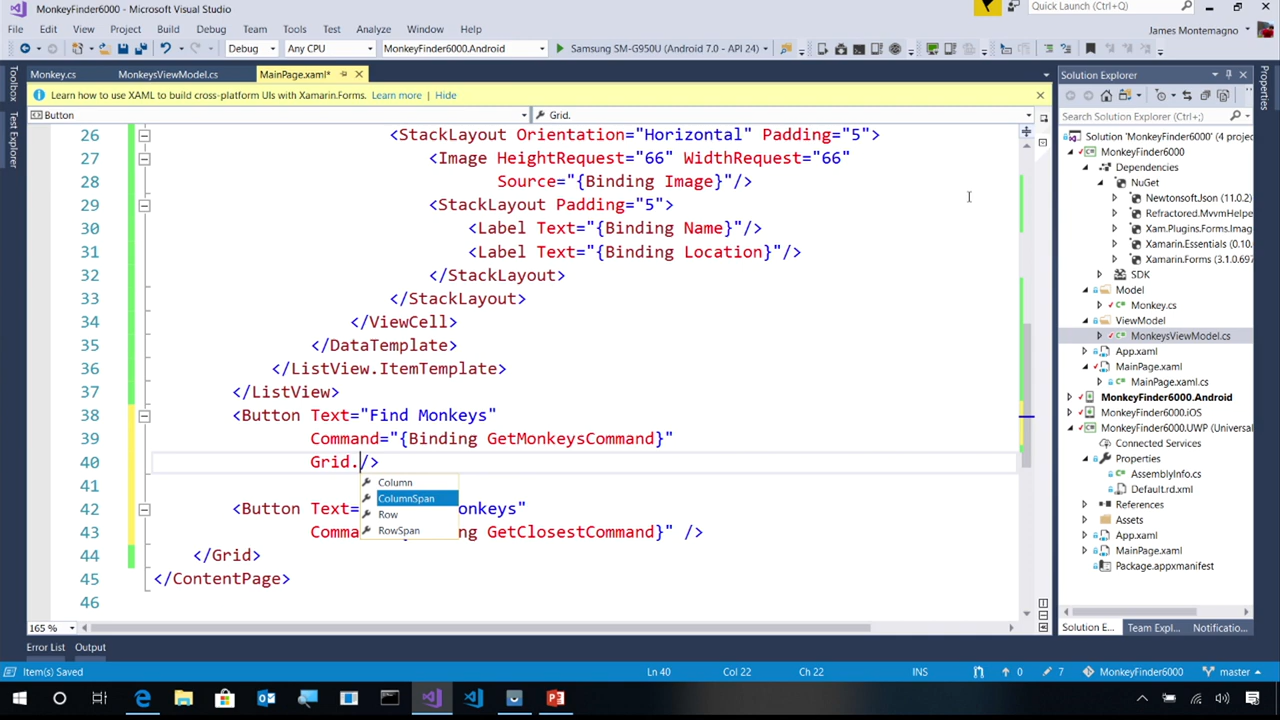 MonkeyFinder6000 - Microsoft Visual Studio
Quick Launch (Ctrl+Q)
File Edit View Project Build Debug Team Tools Test Analyze Window Help
James Montemagno
Debug Any CPU MonkeyFinder6000.Android Samsung SM-G950U (Android 7.0 - API 24)
Toolbox
Test Explorer
Properties
Monkey.cs MonkeysViewModel.cs MainPage.xaml*
Learn how to use XAML to build cross-platform UIs with Xamarin.Forms. Learn more Hide
Button Grid.
26 <StackLayout Orientation="Horizontal" Padding="5">
27 <Image HeightRequest="66" WidthRequest="66"
28 Source="{Binding Image}"/>
29 <StackLayout Padding="5">
30 <Label Text="{Binding Name}"/>
31 <Label Text="{Binding Location}"/>
32 </StackLayout>
33 </StackLayout>
34 </ViewCell>
35 </DataTemplate>
36 </ListView.ItemTemplate>
37 </ListView>
38 <Button Text="Find Monkeys"
39 Command="{Binding GetMonkeysCommand}"
40 Grid./>
Column
41
ColumnSpan
42 <Button Text= onkeys"
Row
43 Comma ng GetClosestCommand}" />
RowSpan
44 </Grid>
45 </ContentPage>
46
165 %
Solution Explorer
Search Solution Explorer (Ctrl+;)
Solution 'MonkeyFinder6000' (4 projec
MonkeyFinder6000
Dependencies
NuGet
Newtonsoft.Json (11.0.2)
Refractored.MvvmHelpe
Xam.Plugins.Forms.Imag
Xamarin.Essentials (0.10.
Xamarin.Forms (3.1.0.697
SDK
Model
Monkey.cs
ViewModel
MonkeysViewModel.cs
App.xaml
MainPage.xaml
MainPage.xaml.cs
MonkeyFinder6000.Android
MonkeyFinder6000.iOS
MonkeyFinder6000.UWP (Universa
Connected Services
Properties
AssemblyInfo.cs
Default.rd.xml
References
Assets
App.xaml
MainPage.xaml
Package.appxmanifest
Solution E... Team Expl... Notificatio...
Error List Output
Item(s) Saved Ln 40 Col 22 Ch 22 INS 0 7 MonkeyFinder6000 master